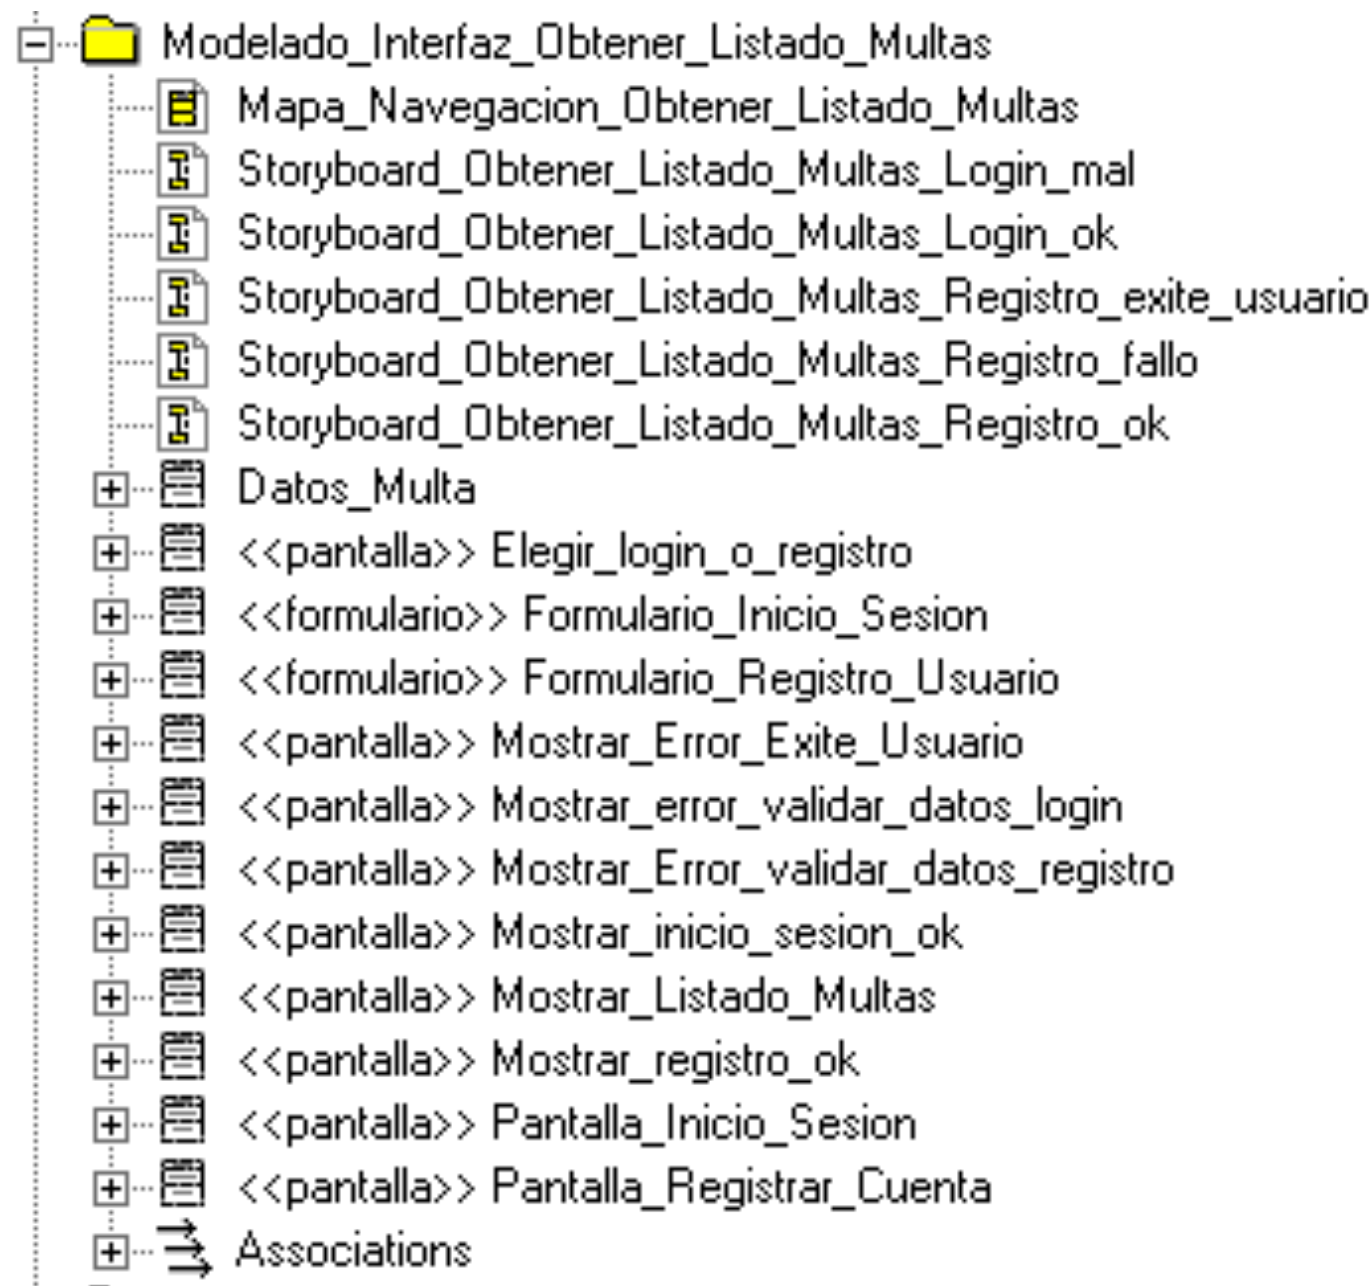 Modelado_Interfaz_Obtener_Listado_Multas
Mapa_Navegacion_Obtener_Listado_Multas
Storyboard_Obtener_Listado_Multas_Login_mal
Storyboard_Obtener_Listado_Multas_Login_ok
Storyboard_Obtener_Listado_Multas_Registro_exite_usuario
Storyboard_Obtener_Listado_Multas_Registro_fallo
Storyboard_Obtener_Listado_Multas_Registro_ok
Datos_Multa
<<pantalla>> Elegir_login_o_registro
<<formulario>> Formulario_Inicio_Sesion
<<formulario>> Formulario_Registro_Usuario
<<pantalla>> Mostrar_Error_Exite_Usuario
<<pantalla>> Mostrar_error_validar_datos_login
<<pantalla>> Mostrar_Error_validar_datos_registro
<<pantalla>> Mostrar_inicio_sesion_ok
<<pantalla>> Mostrar_Listado_Multas
<<pantalla>> Mostrar_registro_ok
<<pantalla>> Pantalla_Inicio_Sesion
<<pantalla>> Pantalla_Registrar_Cuenta
Associations